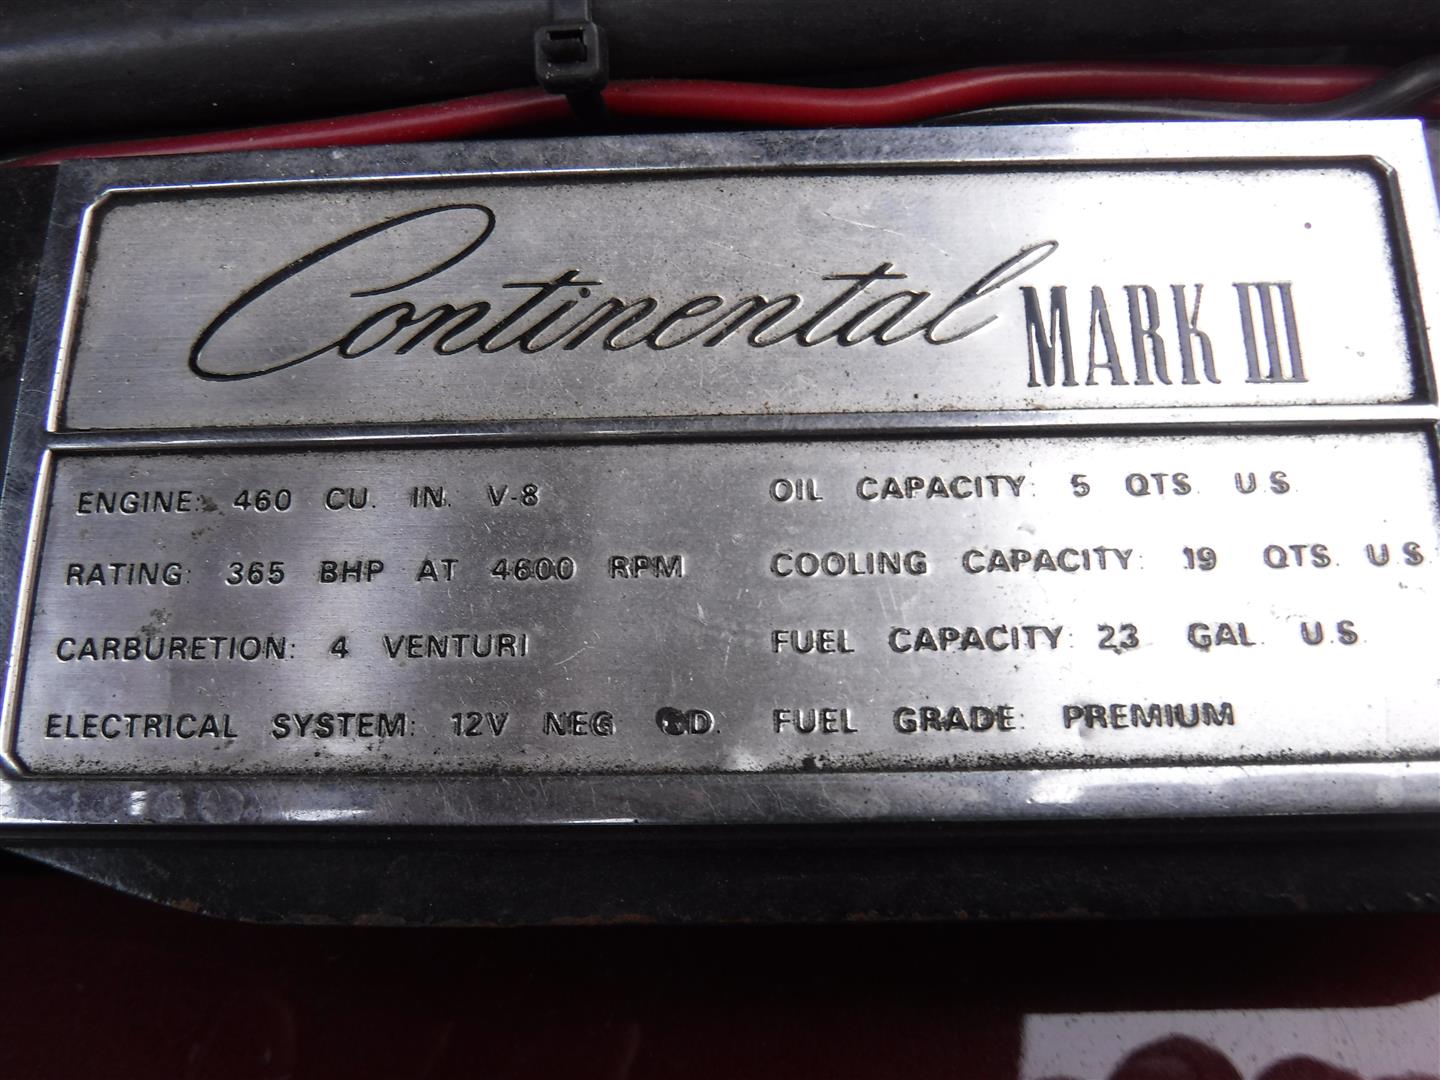 Continental MARK III
ENGINE: 460 CU. IN. V-8
RATING: 365 BHP AT 4600 RPM
CARBURETION: 4 VENTURI
ELECTRICAL SYSTEM: 12V NEG GD.
OIL CAPACITY: 5 QTS. U.S.
COOLING CAPACITY: 19 QTS. U.S.
FUEL CAPACITY: 23 GAL. U.S.
FUEL GRADE: PREMIUM